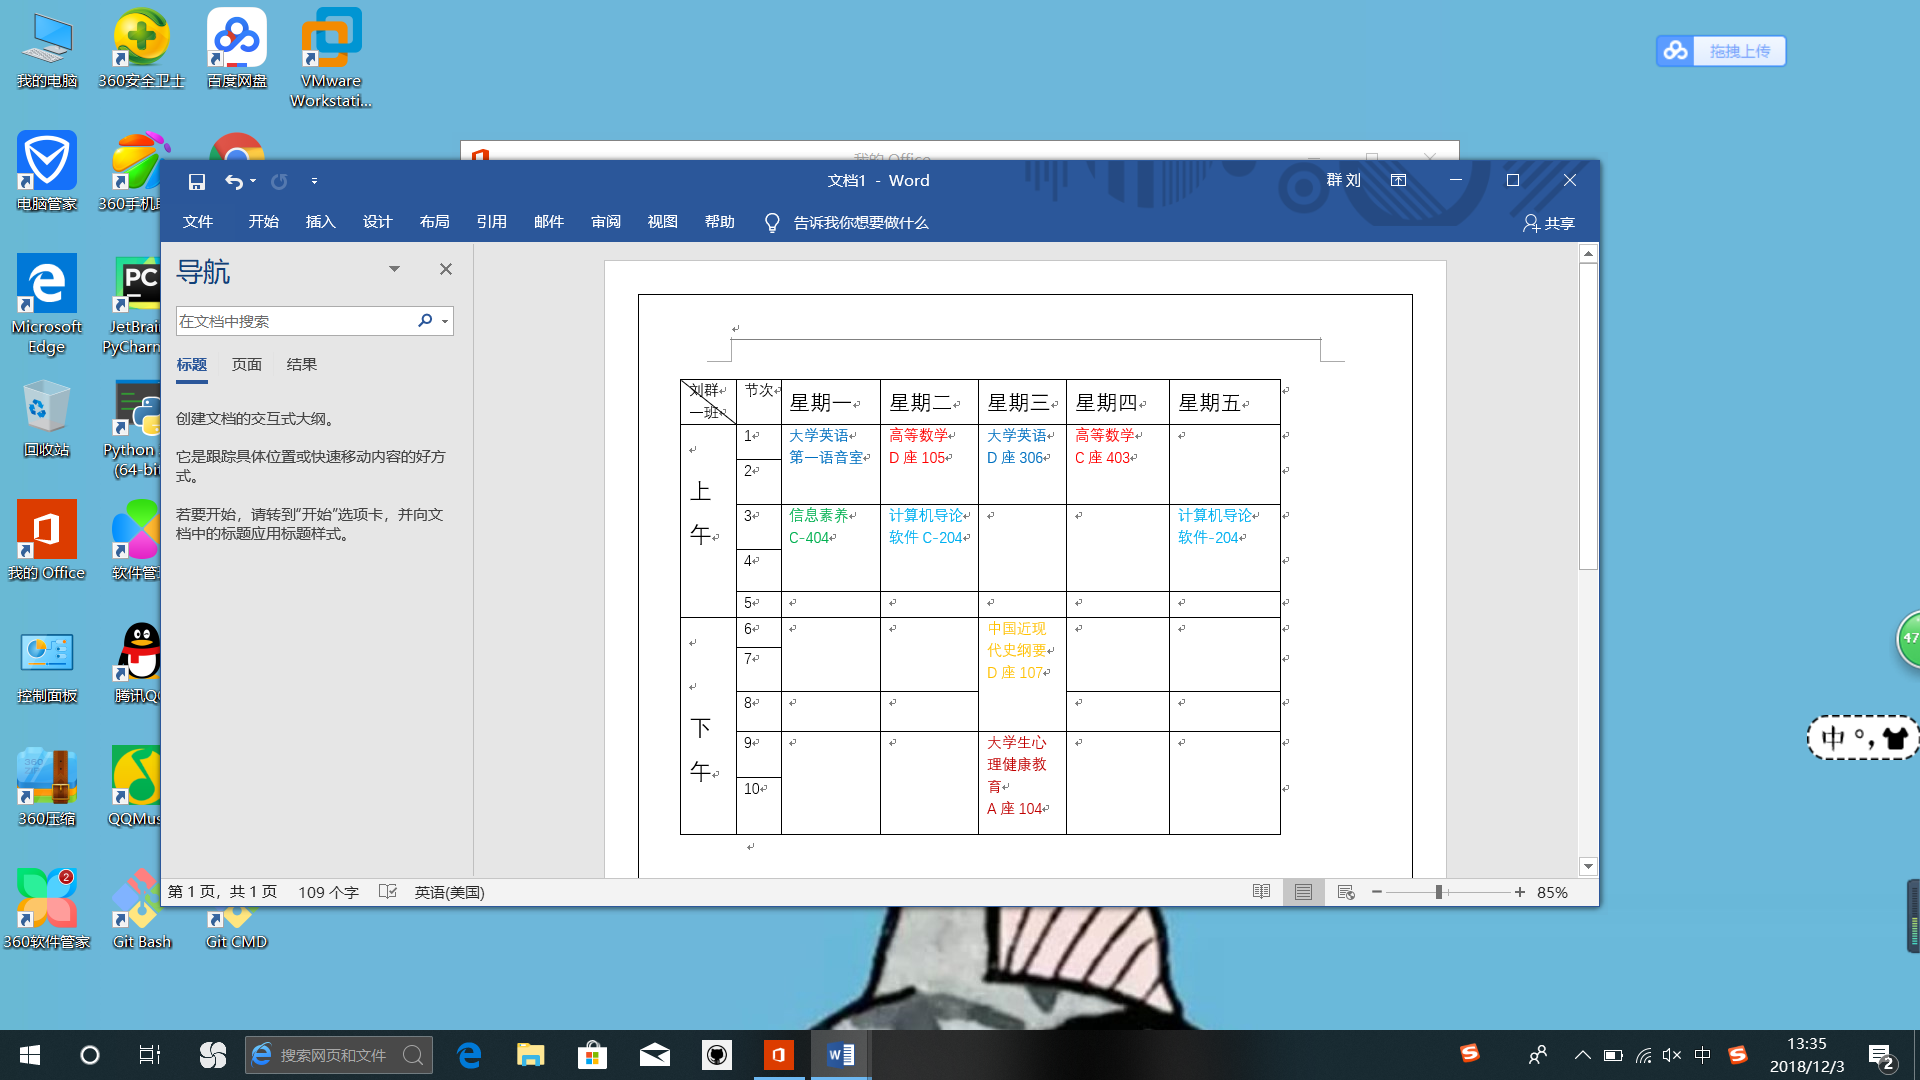 我的电脑
360安全卫士
百度网盘
VMware
Workstati...
拖拽上传
电脑管家
360手机
Microsoft
Edge
JetBrai
PyCharm
回收站
Python
(64-bit
我的 Office
软件管
控制面板
腾讯QQ
360压缩
QQMus
360软件管家
2
Git Bash
Git CMD
我的 Office
文档1 - Word
群 刘
文件
开始
插入
设计
布局
引用
邮件
审阅
视图
帮助
告诉我你想要做什么
共享
导航
在文档中搜索
标题
页面
结果
创建文档的交互式大纲。
它是跟踪具体位置或快速移动内容的好方
式。
若要开始，请转到“开始”选项卡，并向文
档中的标题应用标题样式。
刘群
一班
节次
星期一
星期二
星期三
星期四
星期五
上
午
1
大学英语
第一语音室
高等数学
D 座 105
大学英语
D 座 306
高等数学
C 座 403
2
3
信息素养
C-404
计算机导论
软件 C-204
计算机导论
软件-204
4
5
下
午
6
中国近现
代史纲要
D 座 107
7
8
9
大学生心
理健康教
育
A 座 104
10
第 1 页，共 1 页
109 个字
英语(美国)
85%
47
中 °,
搜索网页和文件
中
13:35
2018/12/3
2